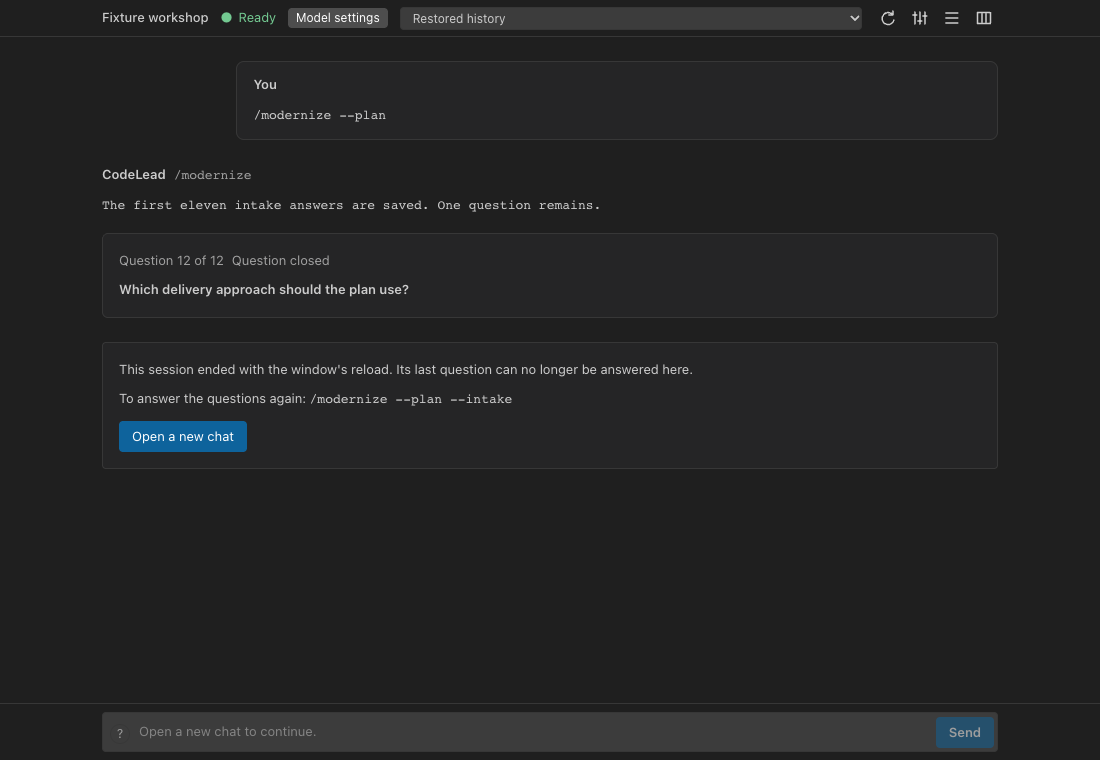 Fixture workshop Ready Model settings Restored history
You
/modernize --plan
CodeLead /modernize
The first eleven intake answers are saved. One question remains.
Question 12 of 12 Question closed
Which delivery approach should the plan use?
This session ended with the window's reload. Its last question can no longer be answered here.
To answer the questions again: /modernize --plan --intake
Open a new chat
? Open a new chat to continue. Send